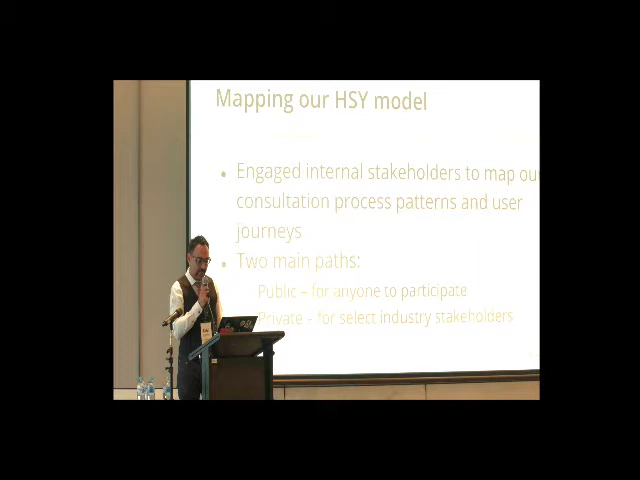 Mapping our HSY model
• Engaged internal stakeholders to map ou
consultation process patterns and user
journeys
• Two main paths:
Public – for anyone to participate
Private – for select industry stakeholders